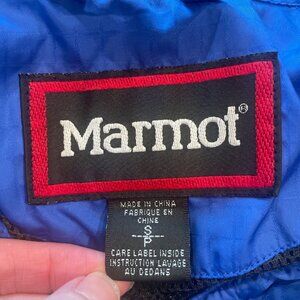 Marmot®
MADE IN CHINA
FABRIQUE EN
CHINE
S
P
CARE LABEL INSIDE
INSTRUCTION LAVAGE
AU DEDANS